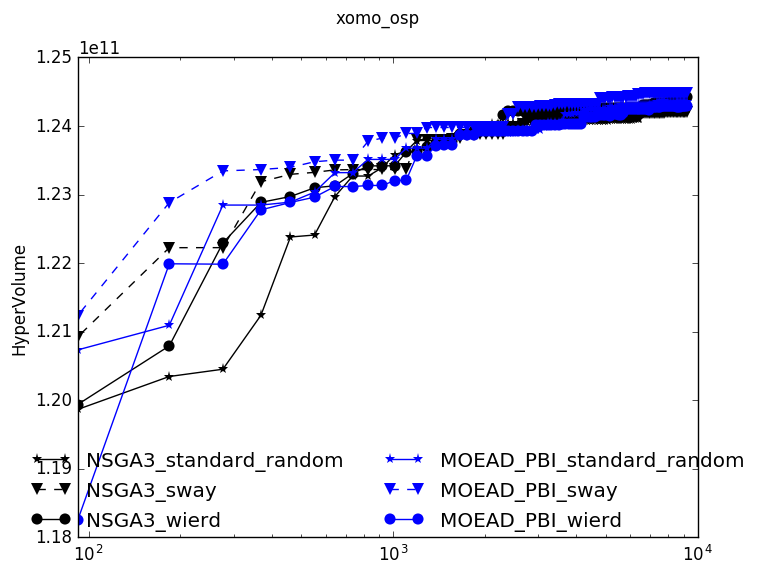 xomo_osp
1e11
1.25
1.24
1.23
1.22
1.21
1.20
1.19
1.18
HyperVolume
NSGA3_standard_random
NSGA3_sway
NSGA3_wierd
MOEAD_PBI_standard_random
MOEAD_PBI_sway
MOEAD_PBI_wierd
10² 10³ 10⁴